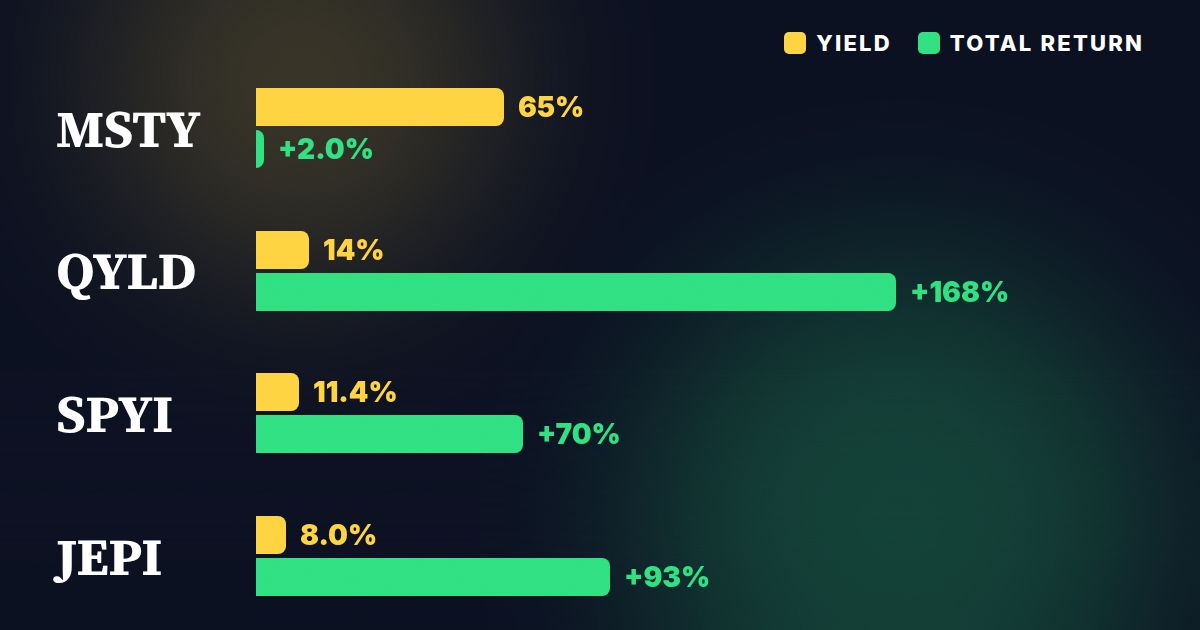 YIELD TOTAL RETURN
MSTY
65%
+2.0%
QYLD
14%
+168%
SPYI
11.4%
+70%
JEPI
8.0%
+93%